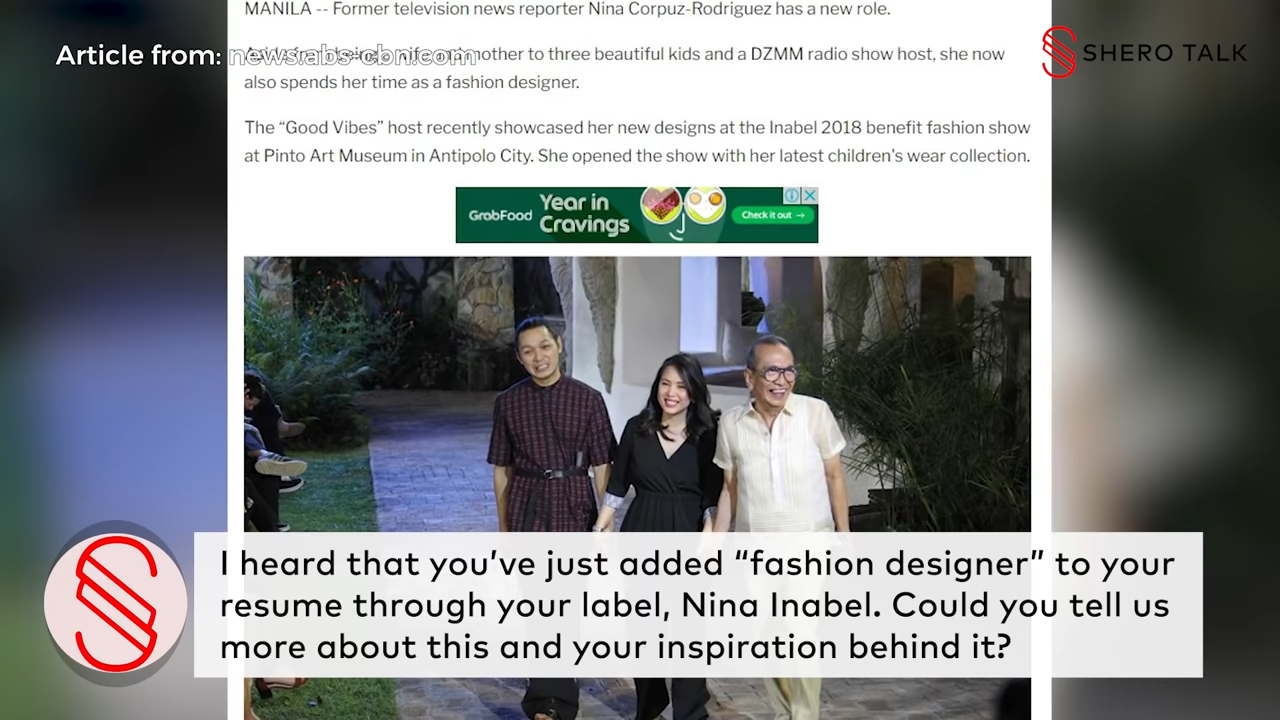 MANILA -- Former television news reporter Nina Corpuz-Rodriguez has a new role.
Article from: news.abs-cbn.com
mother to three beautiful kids and a DZMM radio show host, she now
also spends her time as a fashion designer.
SHERO TALK
The “Good Vibes” host recently showcased her new designs at the Inabel 2018 benefit fashion show
at Pinto Art Museum in Antipolo City. She opened the show with her latest children's wear collection.
GrabFood
Year in
Cravings
Check it out →
I heard that you’ve just added “fashion designer” to your
resume through your label, Nina Inabel. Could you tell us
more about this and your inspiration behind it?